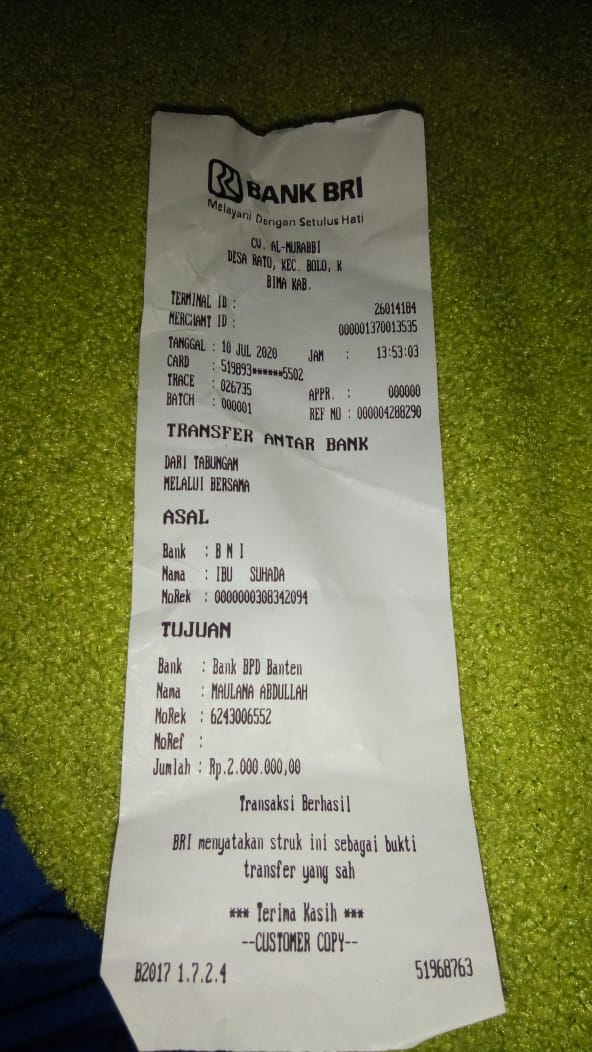 BANK BRI
Melayani Dengan Setulus Hati
CV. AL-MURABBI
DESA RATO, KEC. BOLO, K
BIMA KAB.
TERMINAL ID : 26014184
MERCHANT ID : 000001370013535
TANGGAL : 10 JUL 2020 JAM : 13:53:03
CARD : 519893******5502
TRACE : 026735 APPR. : 000000
BATCH : 000001 REF NO : 000004288290
TRANSFER ANTAR BANK
DARI TABUNGAN
MELALUI BERSAMA
ASAL
Bank : B N I
Nama : IBU SUHADA
NoRek : 0000000308342094
TUJUAN
Bank : Bank BPD Banten
Nama : MAULANA ABDULLAH
NoRek : 6243006552
NoRef :
Jumlah : Rp.2.000.000,00
Transaksi Berhasil
BRI menyatakan struk ini sebagai bukti
transfer yang sah
*** Terima Kasih ***
--CUSTOMER COPY--
B2017 1.7.2.4 51968763